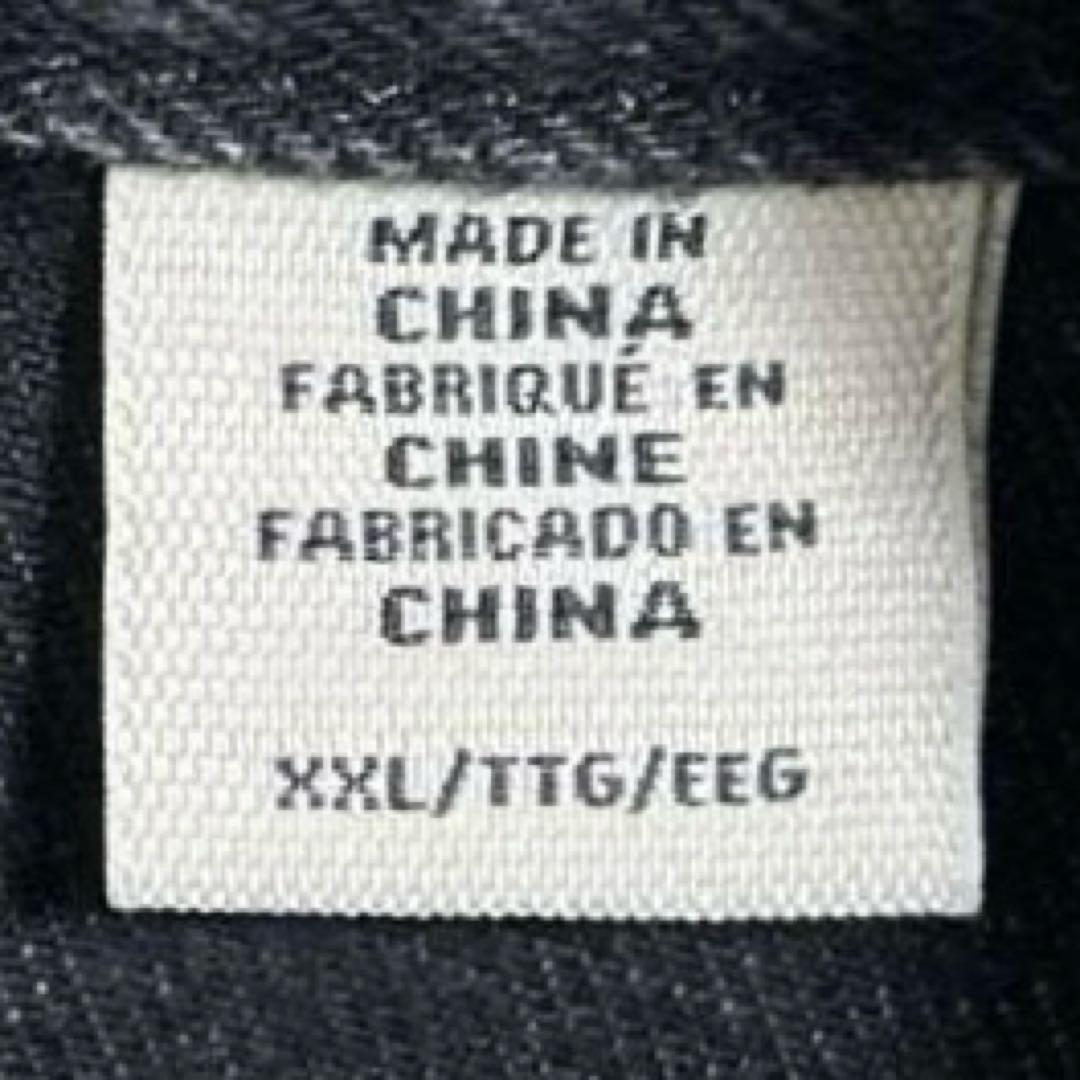 MADE IN
CHINA
FABRIQUÉ EN
CHINE
FABRICADO EN
CHINA
XXL/TTG/EEG